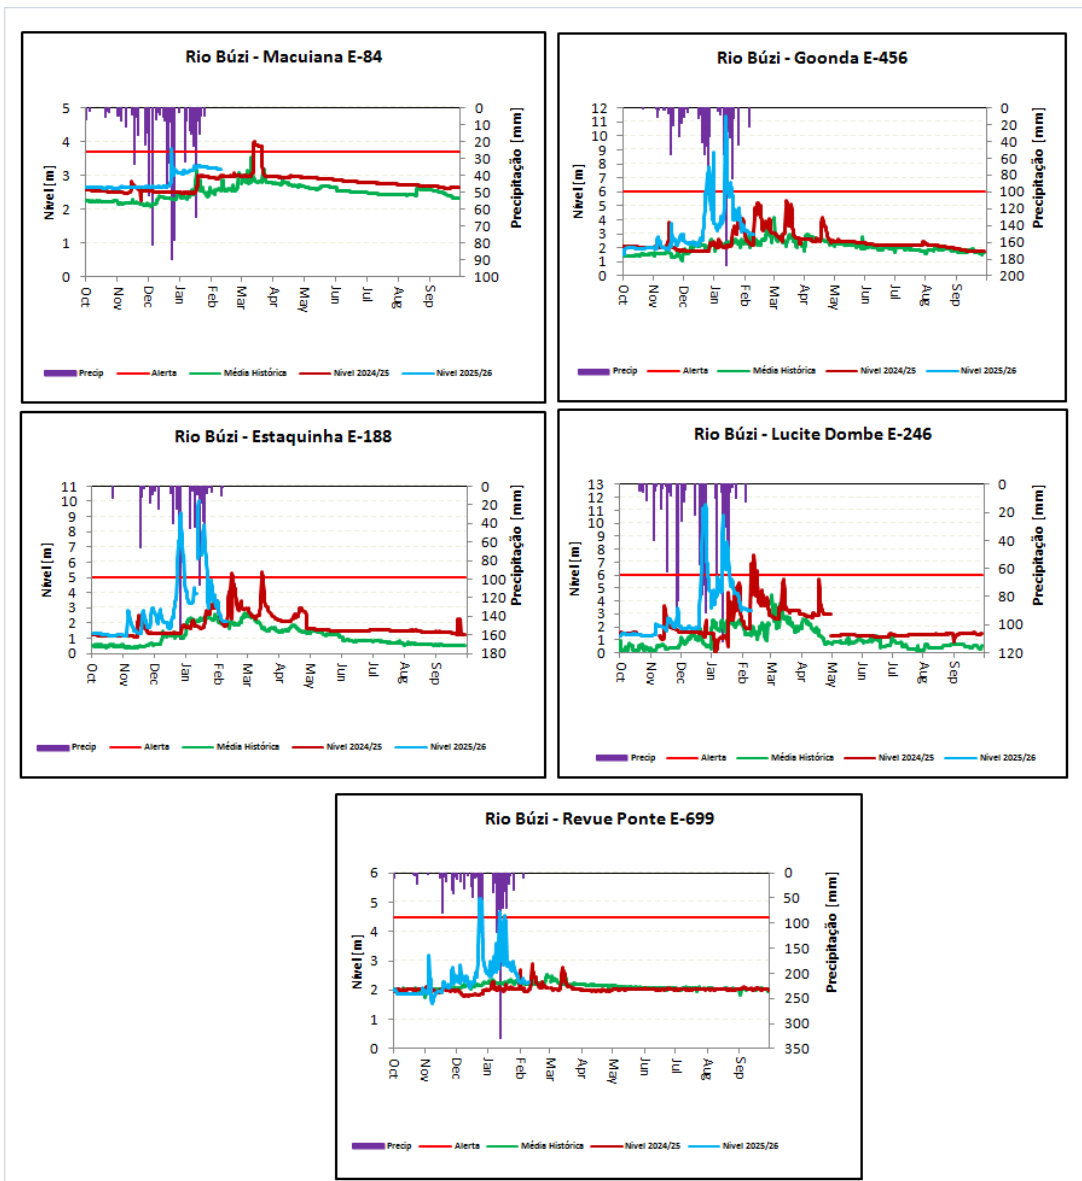 Rio Búzi - Macuiana E-84
Nível [m]
5
4
3
2
1
0
0
10
20
30
40
50
60
70
80
90
100
Precipitação [mm]
Oct
Nov
Dec
Jan
Feb
Mar
Apr
May
Jun
Jul
Aug
Sep
Precip Alerta Média Histórica Nivel 2024/25 Nivel 2025/26
Rio Búzi - Goonda E-456
Nível [m]
12
11
10
9
8
7
6
5
4
3
2
1
0
0
20
40
60
80
100
120
140
160
180
200
Precipitação [mm]
Oct
Nov
Dec
Jan
Feb
Mar
Apr
May
Jun
Jul
Aug
Sep
Precip Alerta Média Histórica Nivel 2024/25 Nivel 2025/26
Rio Búzi - Estaquinha E-188
Nível [m]
11
10
9
8
7
6
5
4
3
2
1
0
0
20
40
60
80
100
120
140
160
180
Precipitação [mm]
Oct
Nov
Dec
Jan
Feb
Mar
Apr
May
Jun
Jul
Aug
Sep
Precip Alerta Média Histórica Nivel 2024/25 Nivel 2025/26
Rio Búzi - Lucite Dombe E-246
Nível [m]
13
12
11
10
9
8
7
6
5
4
3
2
1
0
0
20
40
60
80
100
120
Precipitação [mm]
Oct
Nov
Dec
Jan
Feb
Mar
Apr
May
Jun
Jul
Aug
Sep
Precip Alerta Média Histórica Nivel 2024/25 Nivel 2025/26
Rio Búzi - Revue Ponte E-699
Nível [m]
6
5
4
3
2
1
0
0
50
100
150
200
250
300
350
Precipitação [mm]
Oct
Nov
Dec
Jan
Feb
Mar
Apr
May
Jun
Jul
Aug
Sep
Precip Alerta Média Histórica Nivel 2024/25 Nivel 2025/26